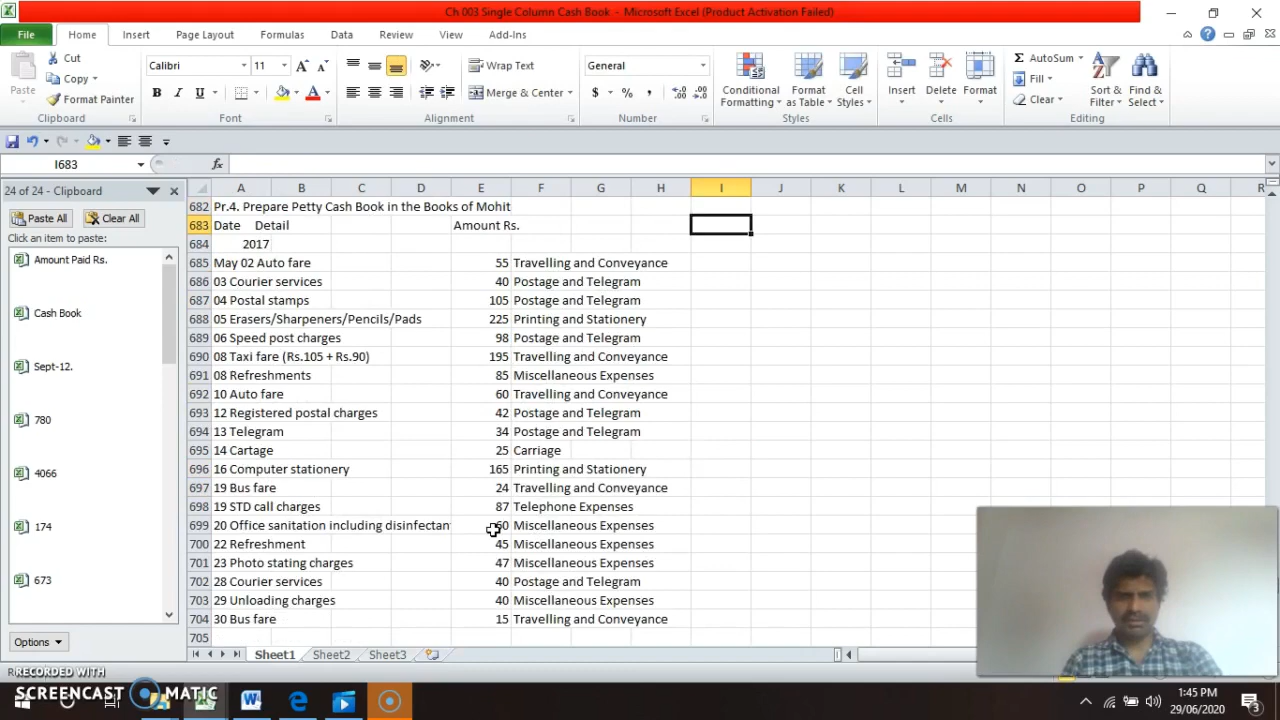 Ch 003 Single Column Cash Book - Microsoft Excel (Product Activation Failed)
File Home Insert Page Layout Formulas Data Review View Add-Ins
Cut
Copy
Format Painter
Paste
Clipboard
Calibri 11
B I U
Font
Wrap Text
Merge & Center
Alignment
General
$ % ,
Number
Conditional Formatting
Format as Table
Cell Styles
Styles
Insert Delete Format
Cells
AutoSum
Fill
Clear
Sort & Filter
Find & Select
Editing
I683 fx
24 of 24 - Clipboard
Paste All Clear All
Click an item to paste:
Amount Paid Rs.
Cash Book
Sept-12.
780
4066
174
673
Options
A B C D E F G H I J K L M N O P Q R
682 Pr.4. Prepare Petty Cash Book in the Books of Mohit
683 Date Detail Amount Rs.
684 2017
685 May 02 Auto fare 55 Travelling and Conveyance
686 03 Courier services 40 Postage and Telegram
687 04 Postal stamps 105 Postage and Telegram
688 05 Erasers/Sharpeners/Pencils/Pads 225 Printing and Stationery
689 06 Speed post charges 98 Postage and Telegram
690 08 Taxi fare (Rs.105 + Rs.90) 195 Travelling and Conveyance
691 08 Refreshments 85 Miscellaneous Expenses
692 10 Auto fare 60 Travelling and Conveyance
693 12 Registered postal charges 42 Postage and Telegram
694 13 Telegram 34 Postage and Telegram
695 14 Cartage 25 Carriage
696 16 Computer stationery 165 Printing and Stationery
697 19 Bus fare 24 Travelling and Conveyance
698 19 STD call charges 87 Telephone Expenses
699 20 Office sanitation including disinfectant Miscellaneous Expenses
700 22 Refreshment 45 Miscellaneous Expenses
701 23 Photo stating charges 47 Miscellaneous Expenses
702 28 Courier services 40 Postage and Telegram
703 29 Unloading charges 40 Miscellaneous Expenses
704 30 Bus fare 15 Travelling and Conveyance
705
Sheet1 Sheet2 Sheet3
RECORDED WITH
SCREENCAST MATIC
1:45 PM
29/06/2020
3